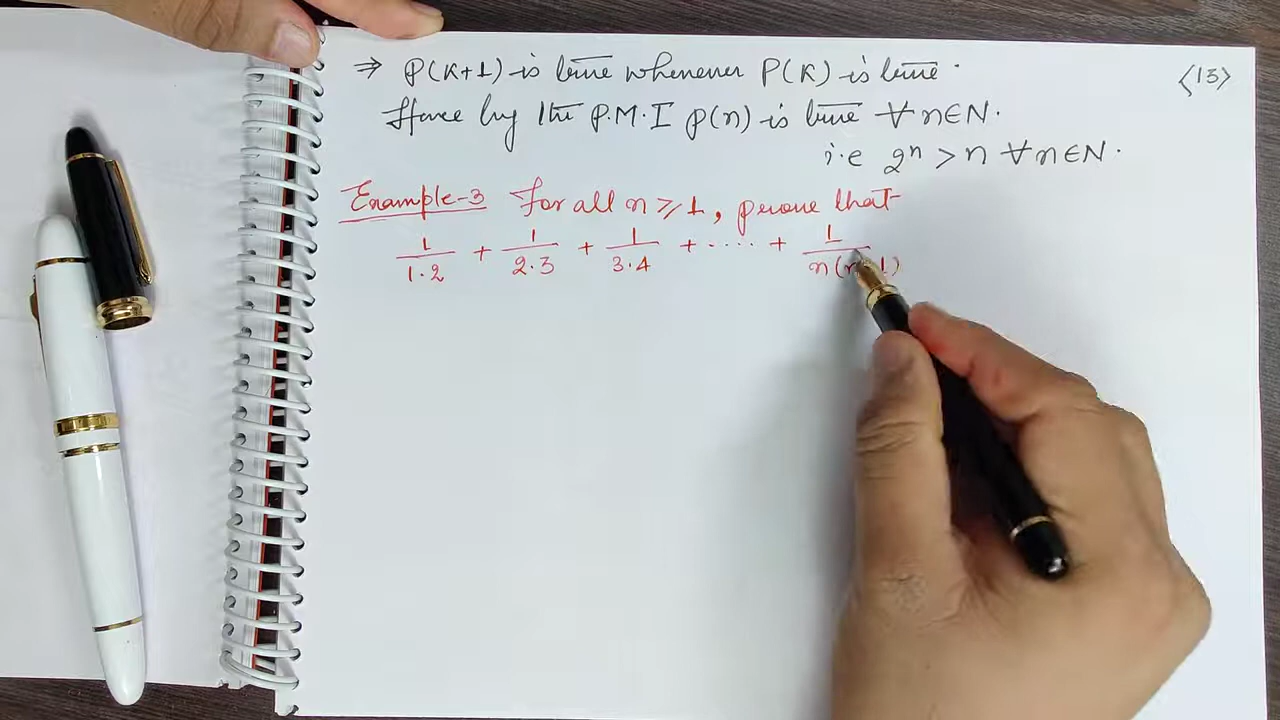 ⇒ P(K+1) is true whenever P(K) is true.
<13>
Hence by the P.M.I P(n) is true ∀ n∈N.
i.e 2ⁿ > n ∀ n∈N.
Example-3 For all n ≥ 1, prove that
1/1·2 + 1/2·3 + 1/3·4 + ..... + 1/n(n+1)